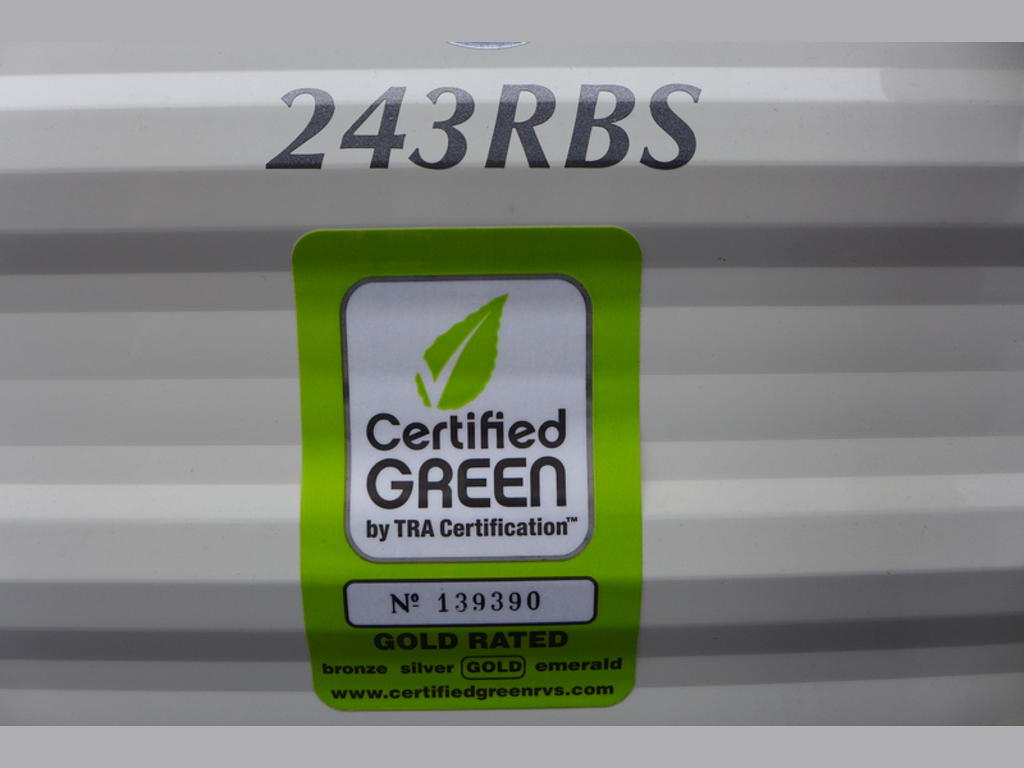 243RBS
Certified
GREEN
by TRA Certification™
Nº 139390
GOLD RATED
bronze silver GOLD emerald
www.certifiedgreenrvs.com